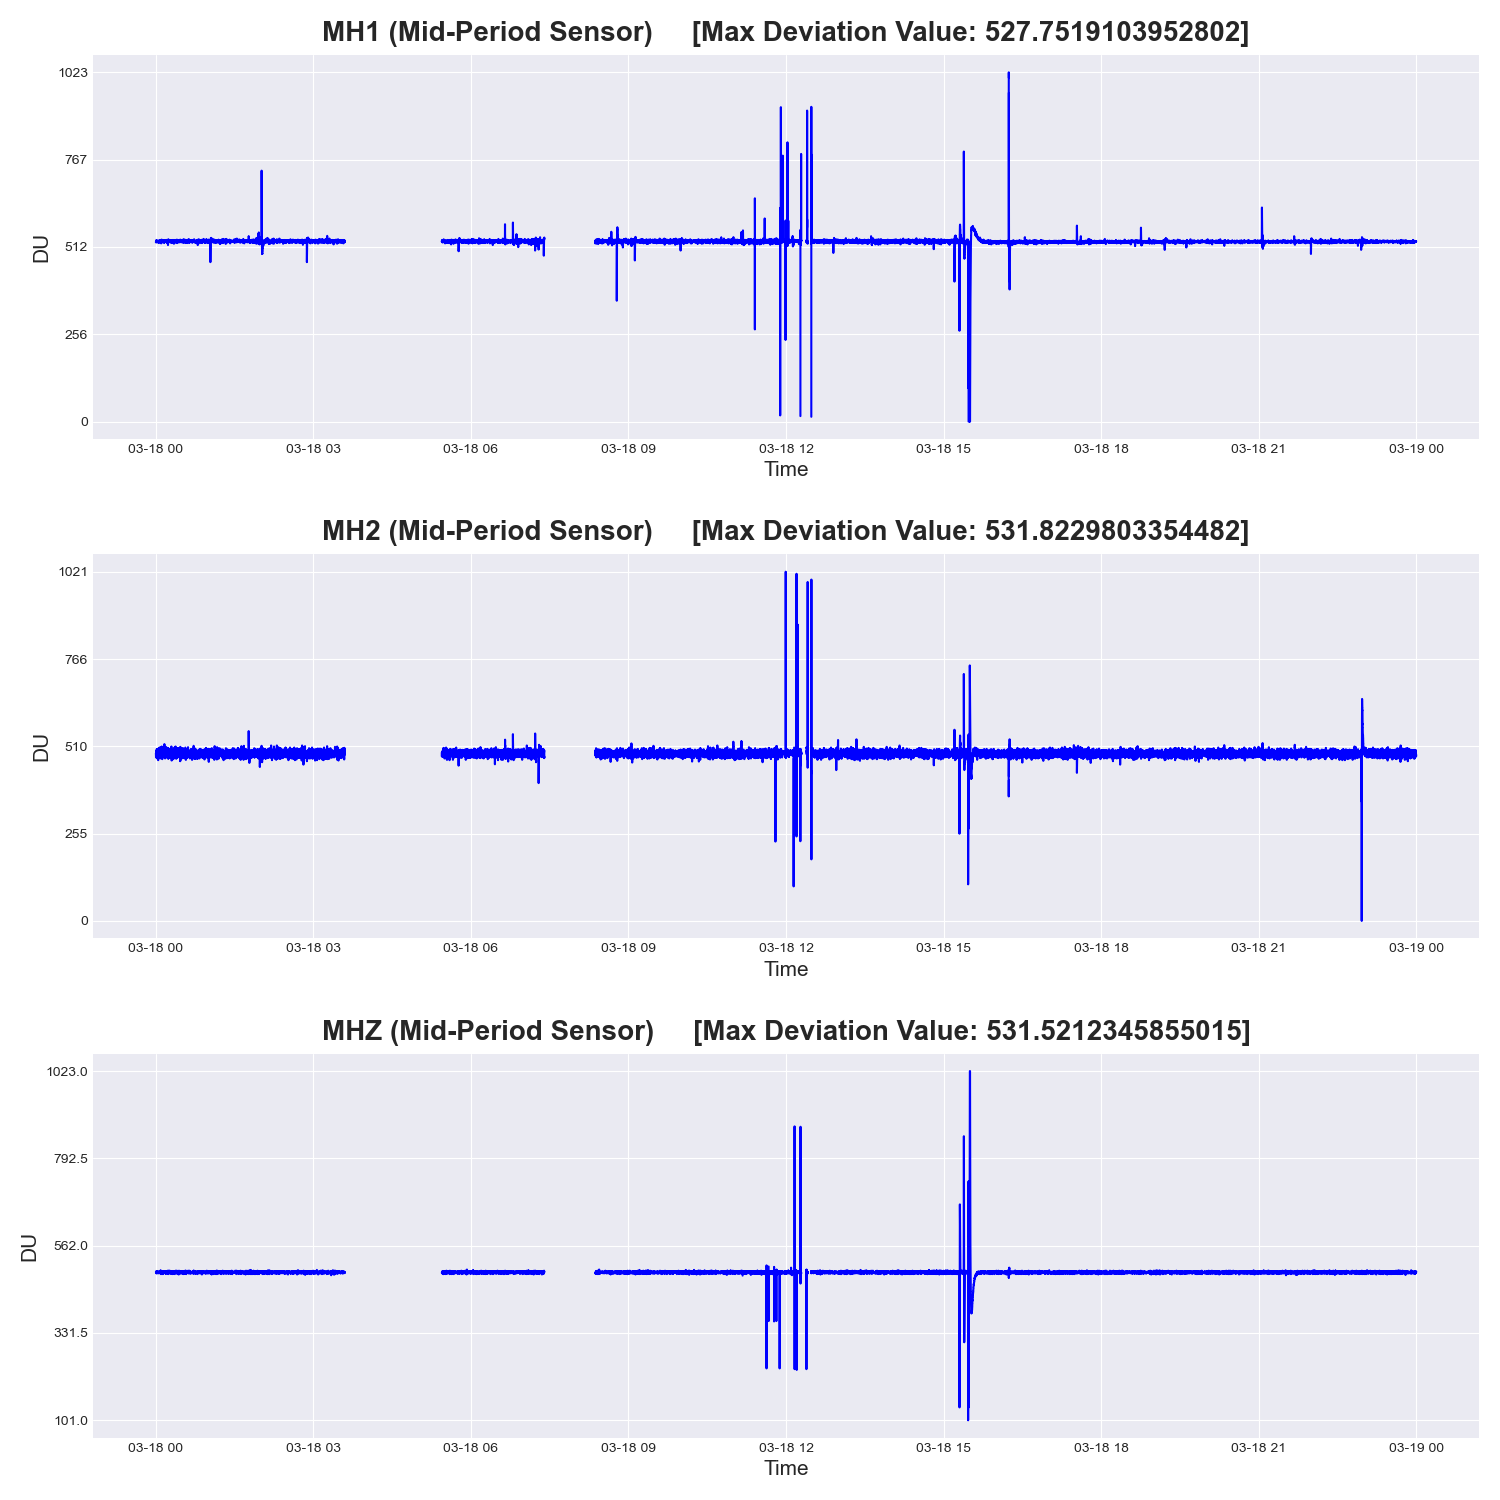 MH1 (Mid-Period Sensor) [Max Deviation Value: 527.7519103952802]
1023
767
512
256
0
DU
03-18 00 03-18 03 03-18 06 03-18 09 03-18 12 03-18 15 03-18 18 03-18 21 03-19 00
Time
MH2 (Mid-Period Sensor) [Max Deviation Value: 531.8229803354482]
1021
766
510
255
0
DU
03-18 00 03-18 03 03-18 06 03-18 09 03-18 12 03-18 15 03-18 18 03-18 21 03-19 00
Time
MHZ (Mid-Period Sensor) [Max Deviation Value: 531.5212345855015]
1023.0
792.5
562.0
331.5
101.0
DU
03-18 00 03-18 03 03-18 06 03-18 09 03-18 12 03-18 15 03-18 18 03-18 21 03-19 00
Time